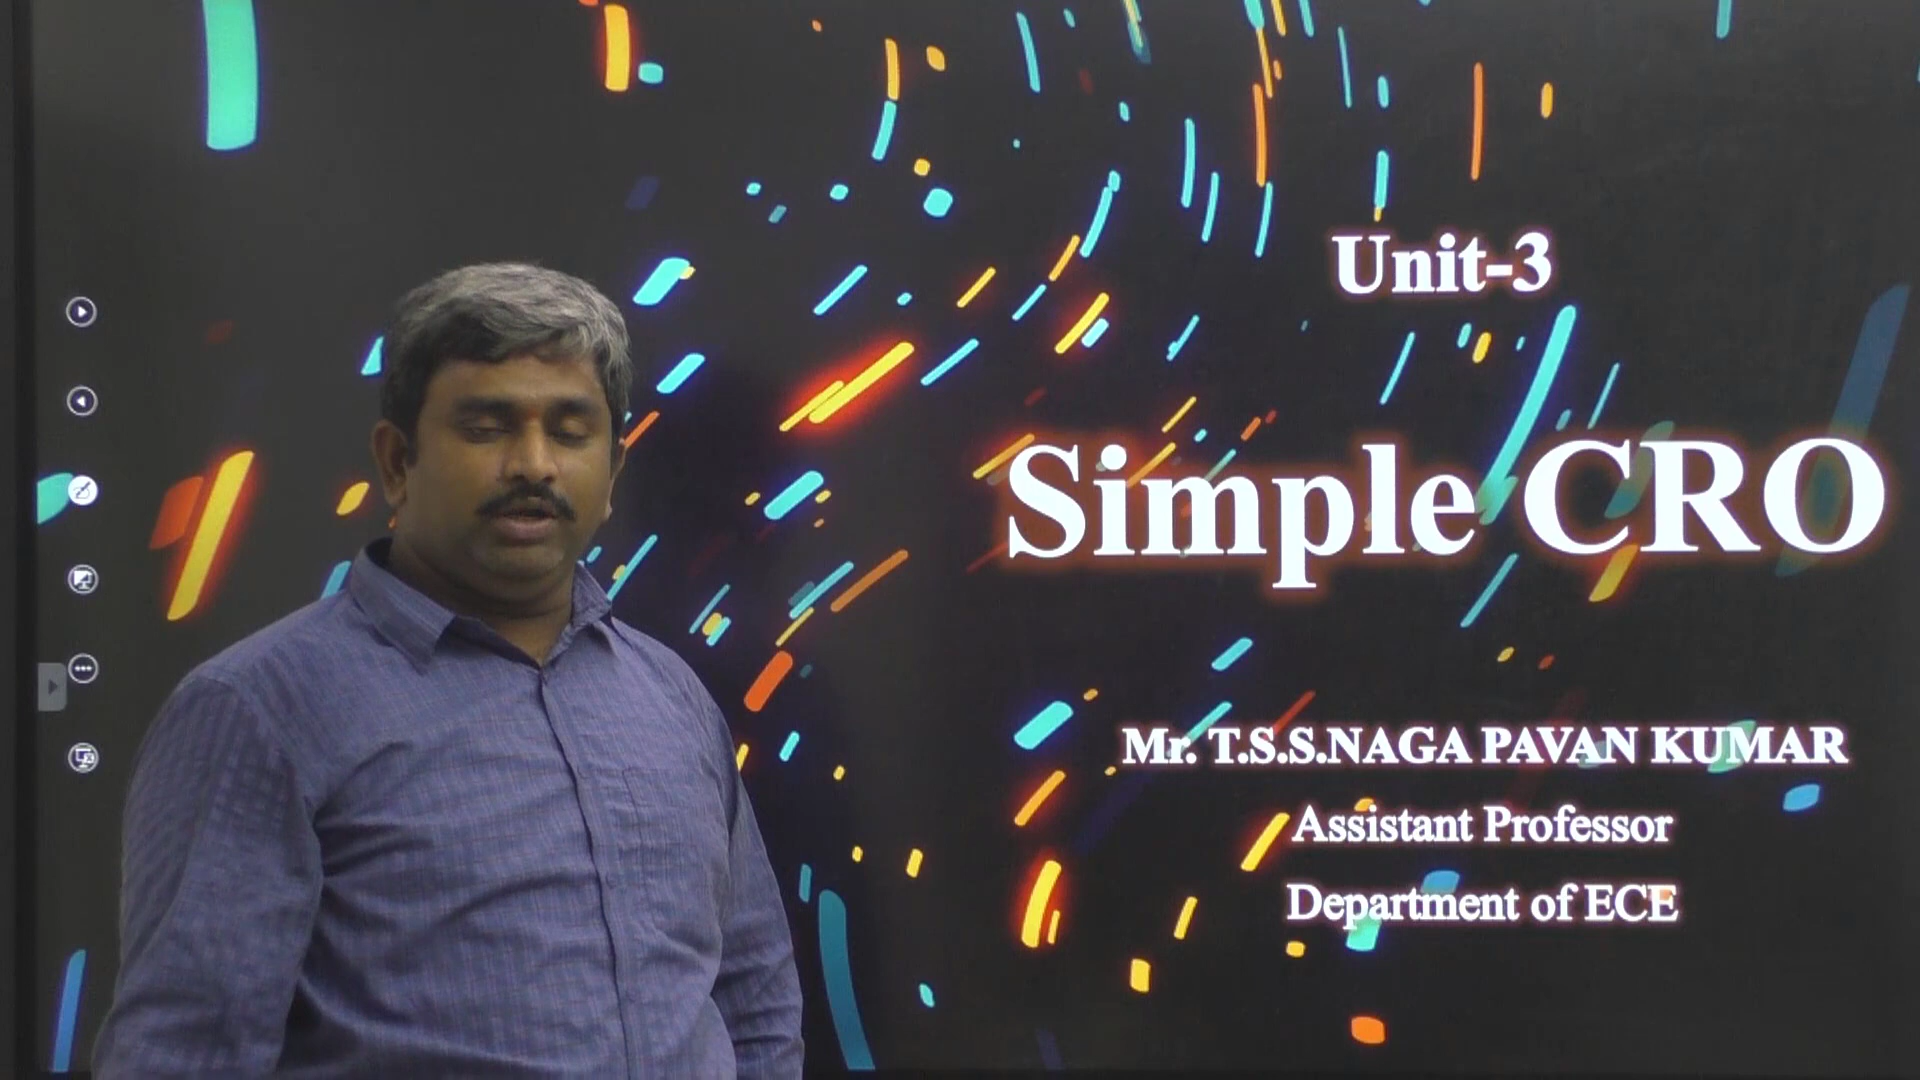 Unit-3
Simple CRO
Mr. T.S.S.NAGA PAVAN KUMAR
Assistant Professor
Department of ECE